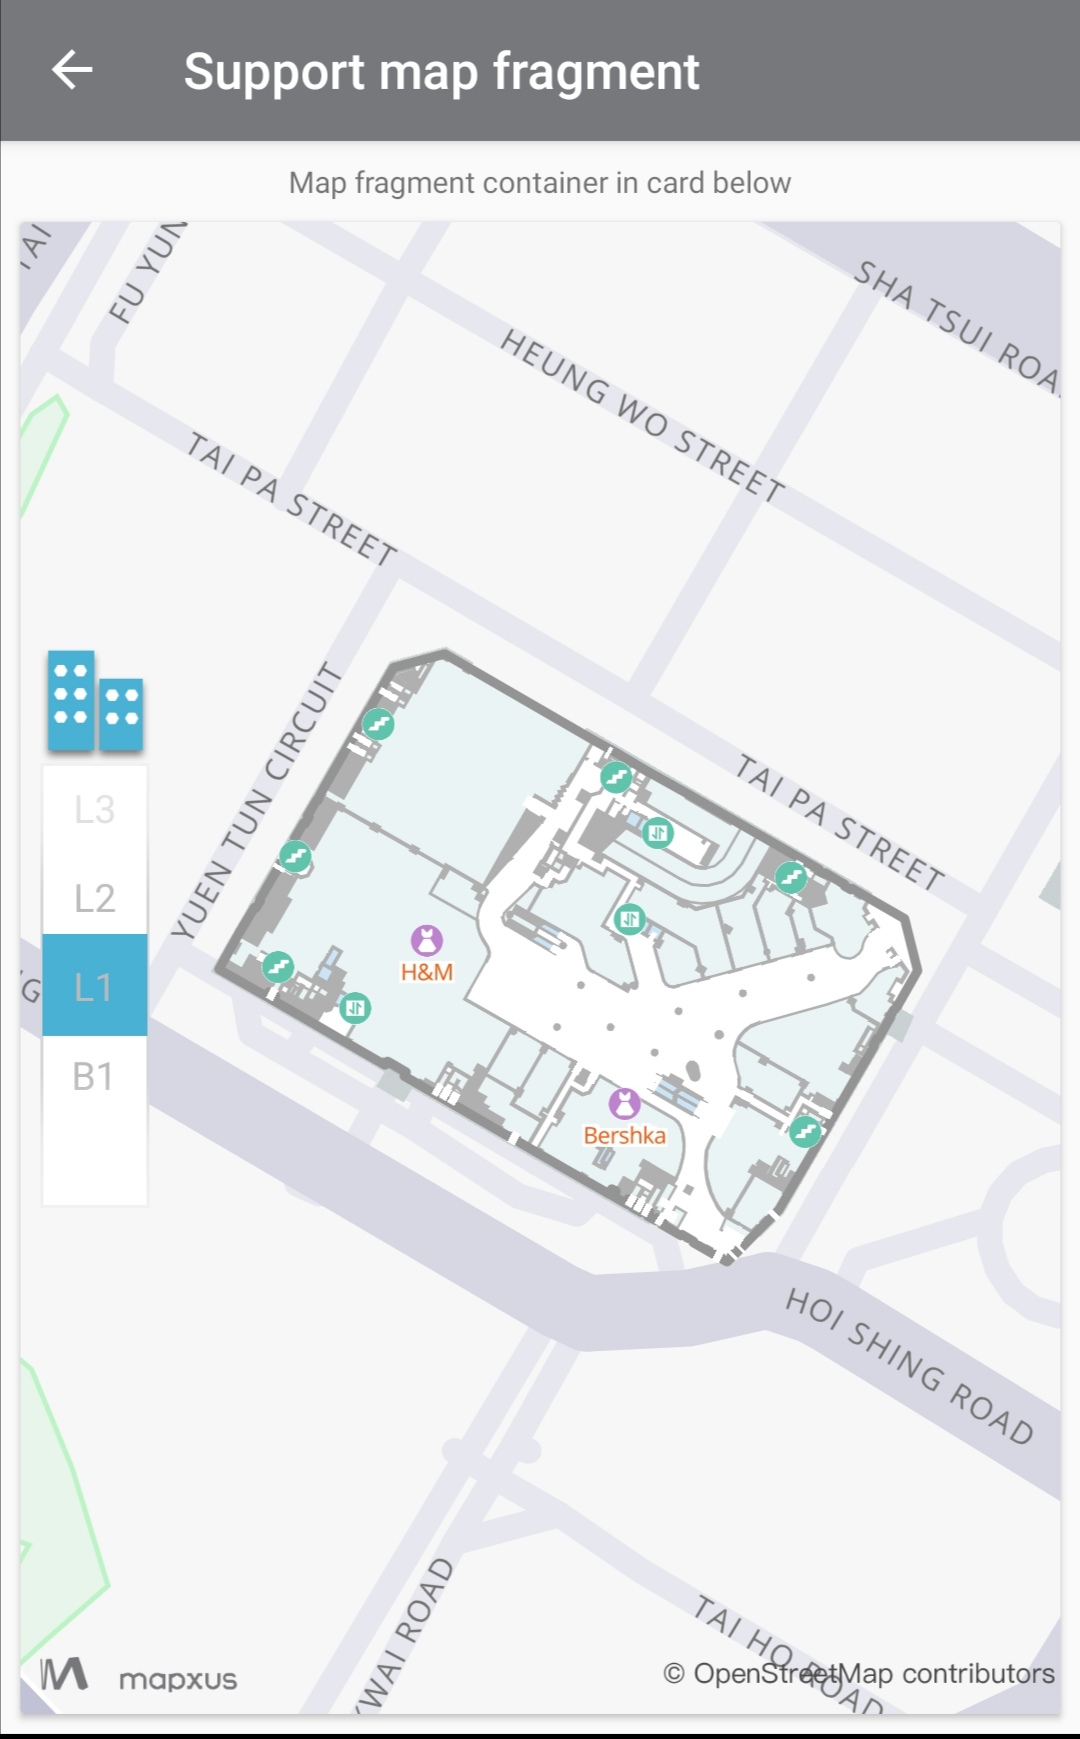 Support map fragment
Map fragment container in card below
TAI
FU YUN
SHA TSUI ROA
HEUNG WO STREET
TAI PA STREET
YUEN TUN CIRCUIT
TAI PA STREET
L3
L2
L1
B1
G
H&M
Bershka
HOI SHING ROAD
WAI ROAD
TAI HO ROAD
mapxus
© OpenStreetMap contributors